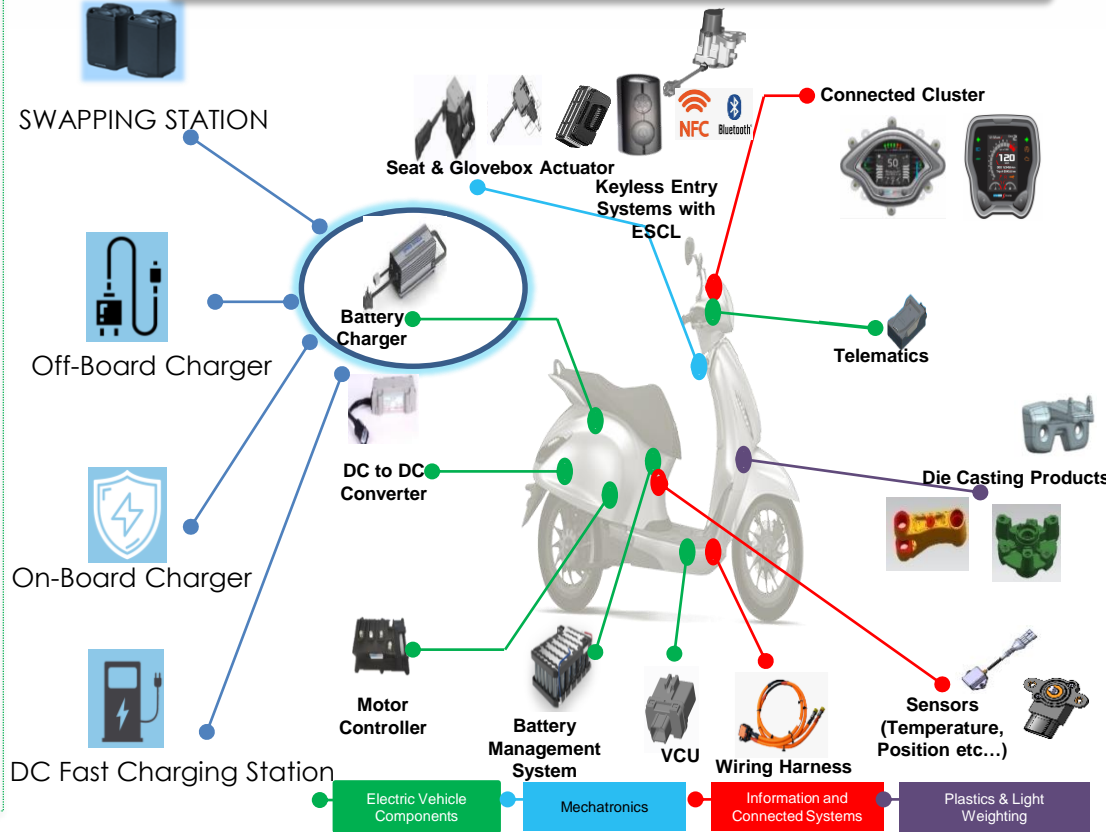 SWAPPING STATION
Seat & Glovebox Actuator
NFC
Bluetooth
Keyless Entry
Systems with
ESCL
Connected Cluster
50
120
Battery
Charger
Off-Board Charger
Telematics
DC to DC
Converter
Die Casting Products
On-Board Charger
Motor
Controller
Battery
Management
System
VCU
Wiring Harness
Sensors
(Temperature,
Position etc...)
DC Fast Charging Station
Electric Vehicle
Components
Mechatronics
Information and
Connected Systems
Plastics & Light
Weighting